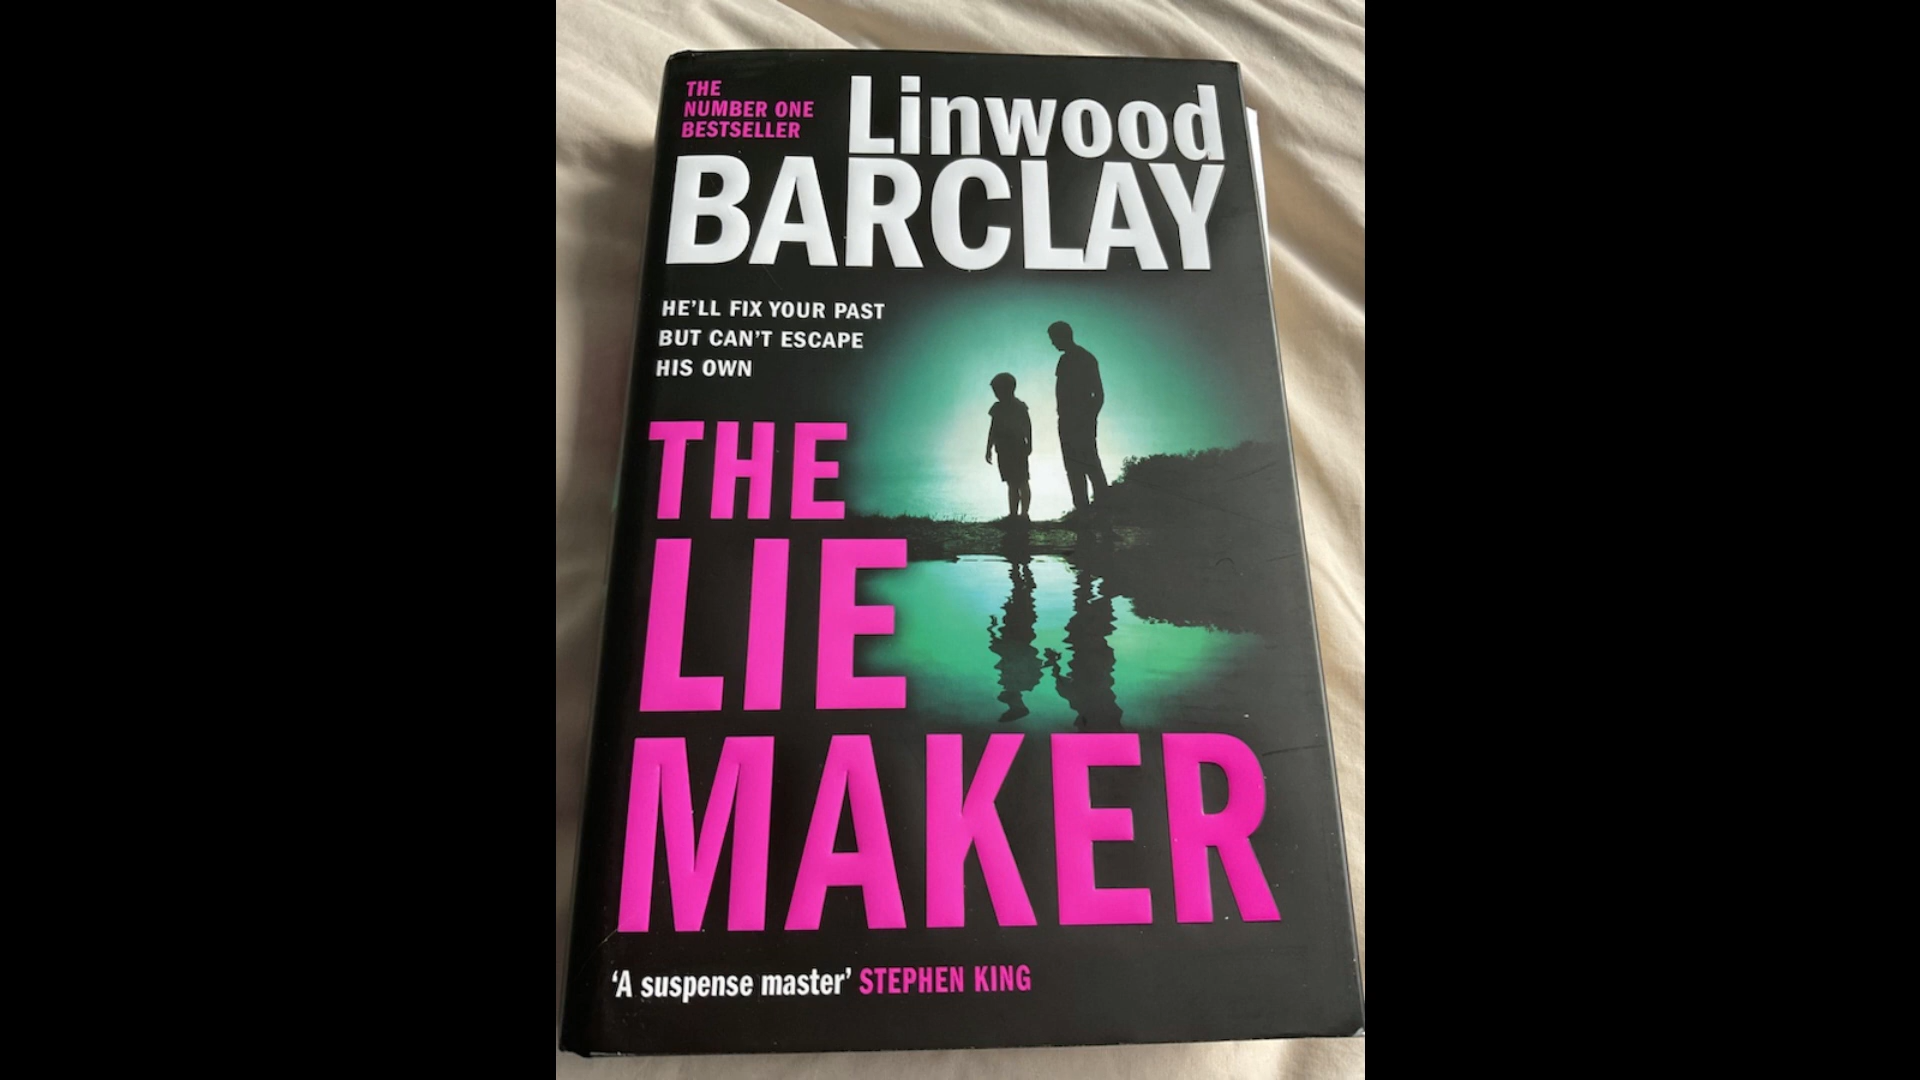 THE
NUMBER ONE
BESTSELLER
Linwood
BARCLAY
HE'LL FIX YOUR PAST
BUT CAN'T ESCAPE
HIS OWN
THE
LIE
MAKER
‘A suspense master’ STEPHEN KING